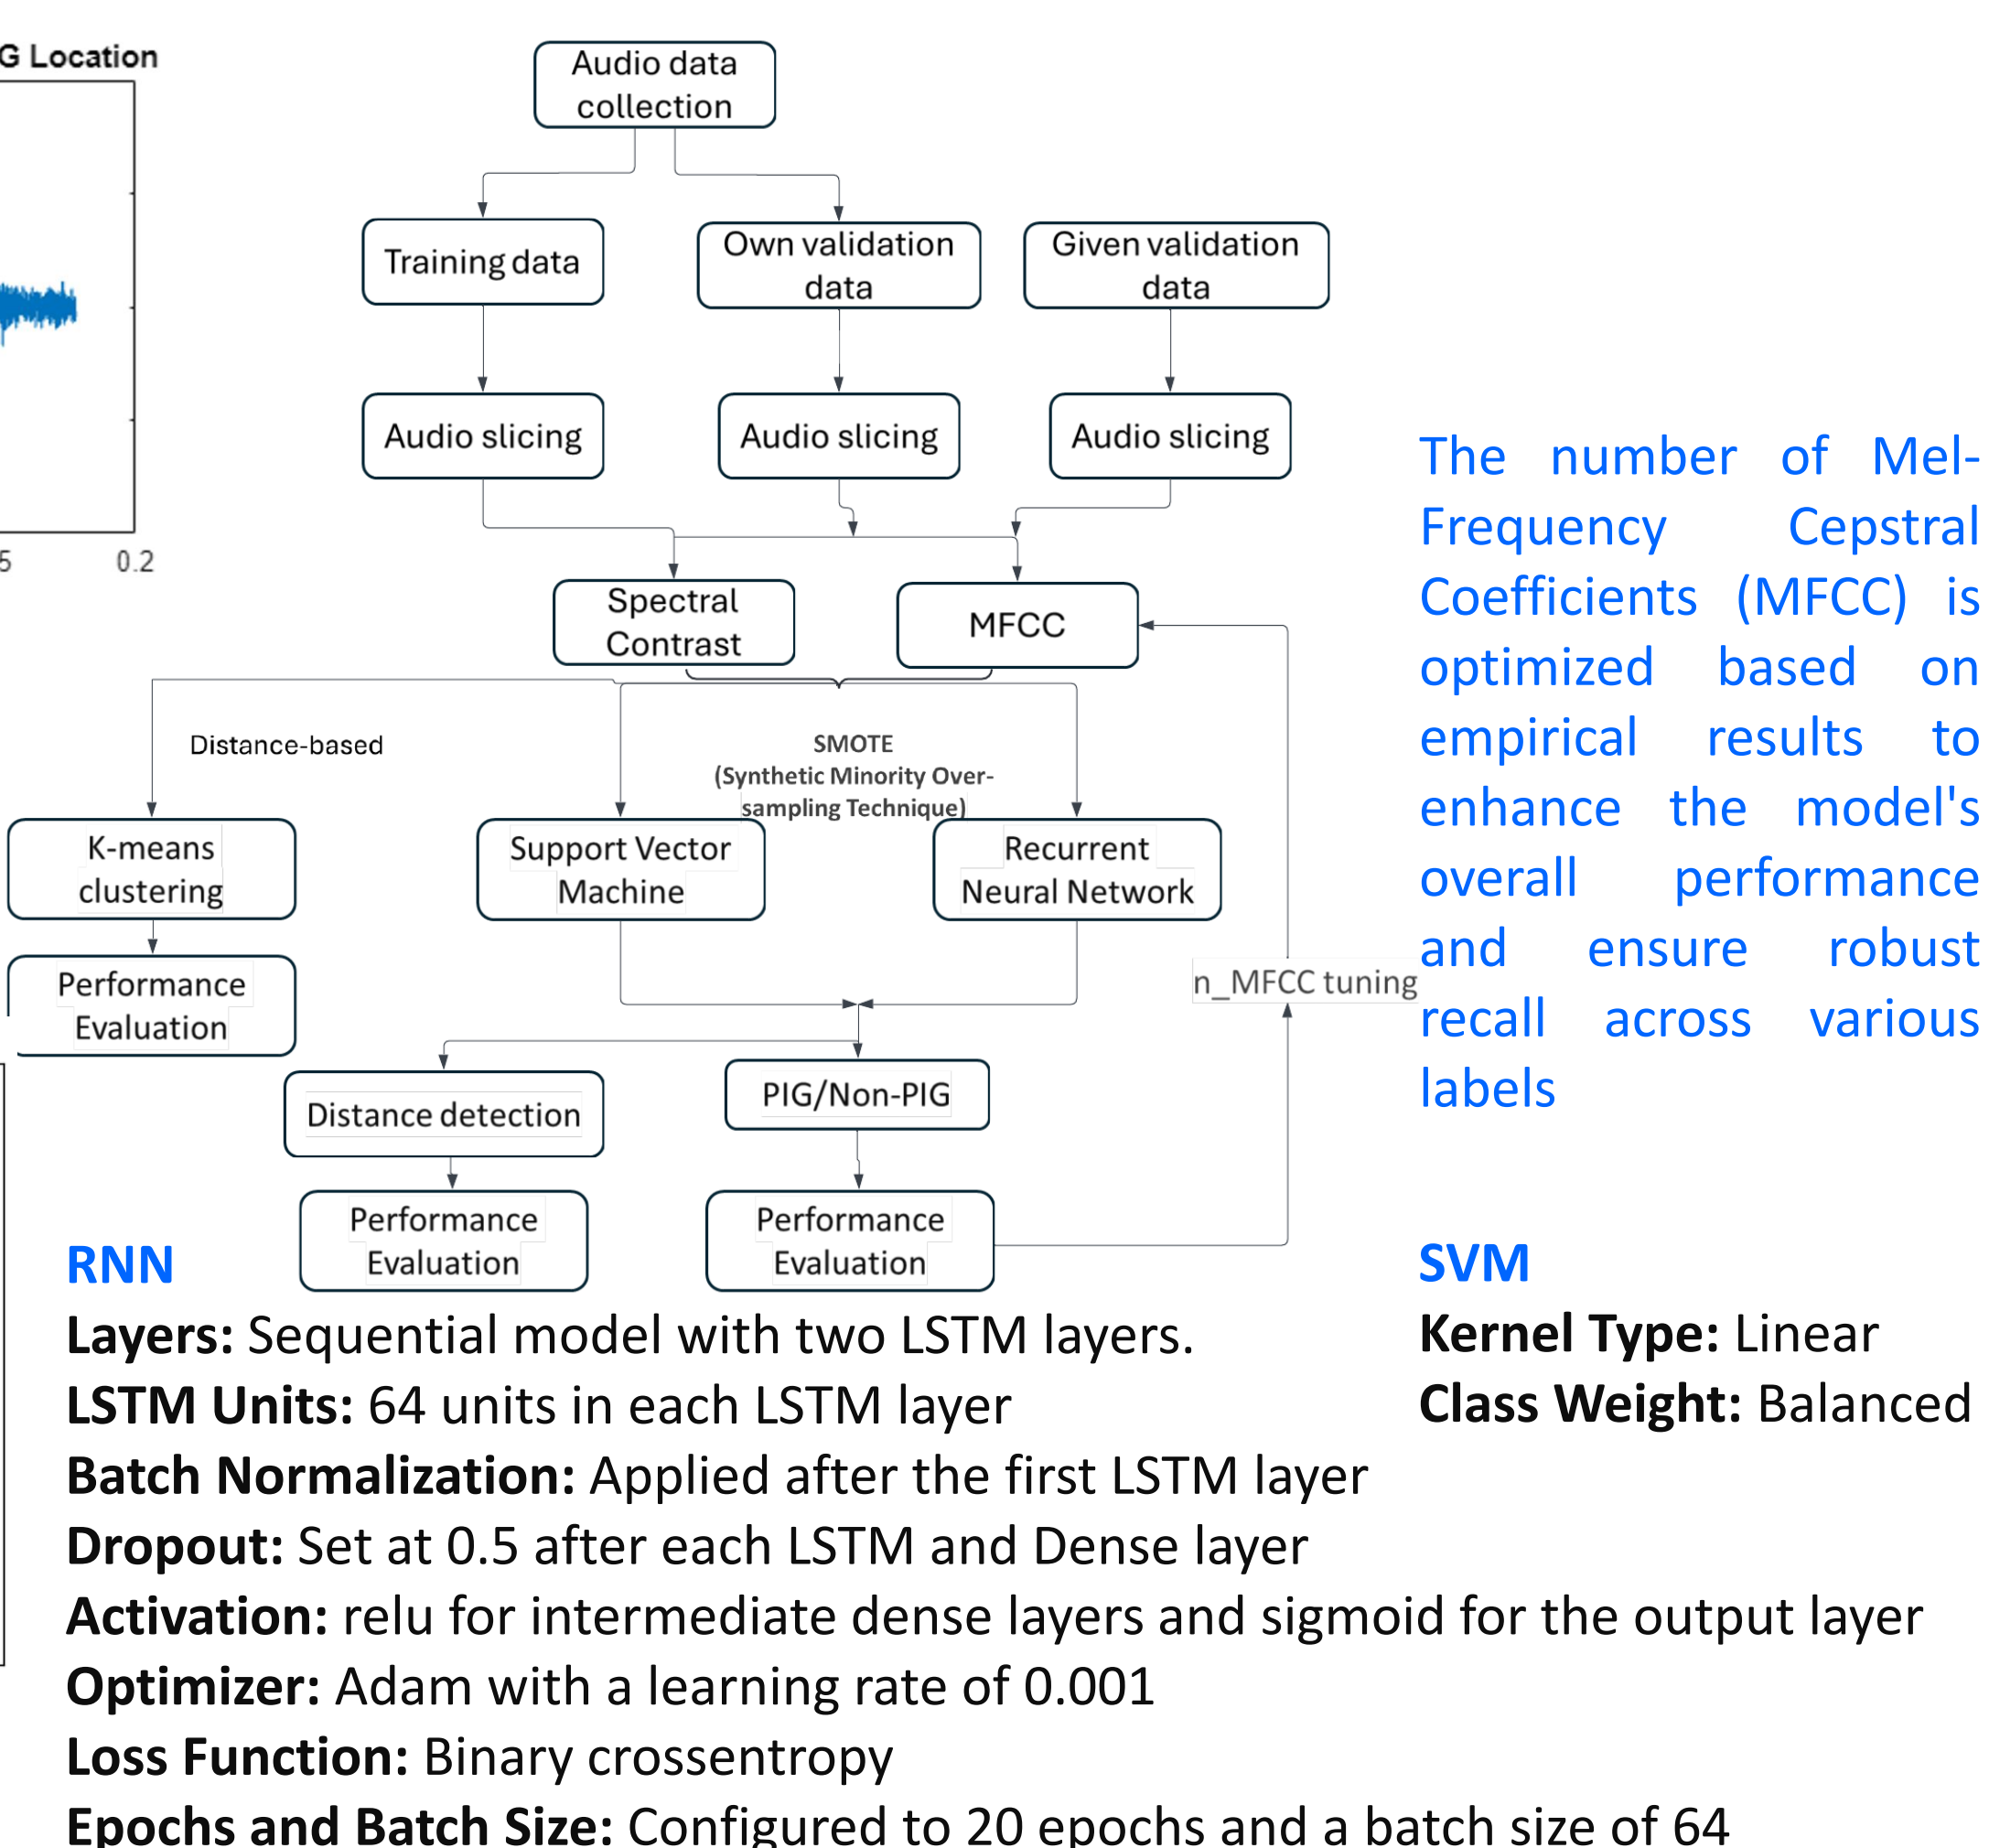 G Location
5
0.2
Audio data
collection
Training data
Own validation
data
Given validation
data
Audio slicing
Audio slicing
Audio slicing
Spectral
Contrast
MFCC
Distance-based
SMOTE
(Synthetic Minority Over-
sampling Technique)
K-means
clustering
Support Vector
Machine
Recurrent
Neural Network
Performance
Evaluation
n_MFCC tuning
Distance detection
PIG/Non-PIG
Performance
Evaluation
Performance
Evaluation
The number of Mel-
Frequency Cepstral
Coefficients (MFCC) is
optimized based on
empirical results to
enhance the model's
overall performance
and ensure robust
recall across various
labels
RNN
Layers: Sequential model with two LSTM layers.
LSTM Units: 64 units in each LSTM layer
Batch Normalization: Applied after the first LSTM layer
Dropout: Set at 0.5 after each LSTM and Dense layer
Activation: relu for intermediate dense layers and sigmoid for the output layer
Optimizer: Adam with a learning rate of 0.001
Loss Function: Binary crossentropy
Epochs and Batch Size: Configured to 20 epochs and a batch size of 64
SVM
Kernel Type: Linear
Class Weight: Balanced